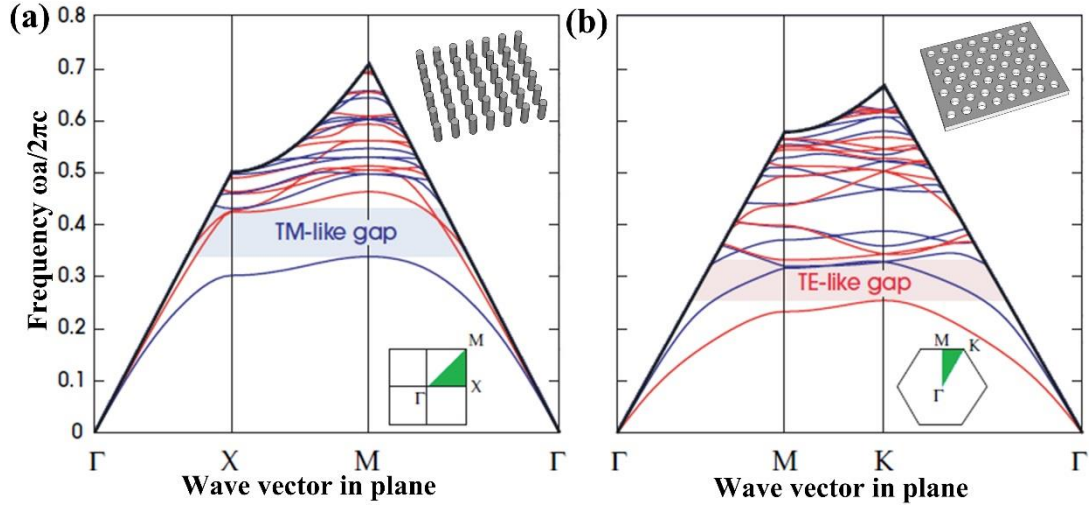 (a)
(b)
Frequency ωa/2πc
0.8
0.7
0.6
0.5
0.4
0.3
0.2
0.1
0
TM-like gap
M
X
Γ
Γ X M Γ
Wave vector in plane
TE-like gap
M K
Γ
Γ M K Γ
Wave vector in plane